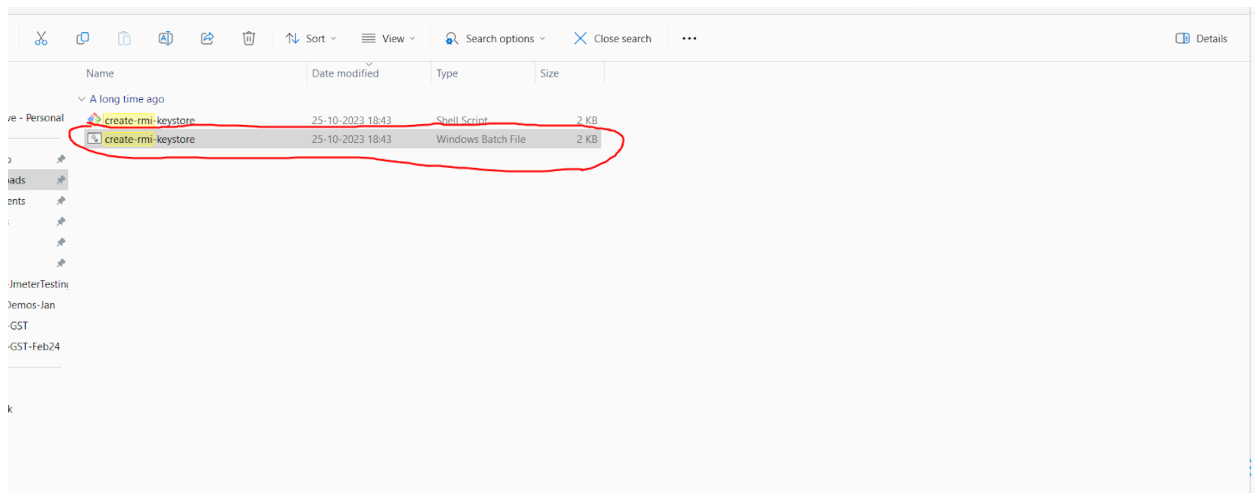 Sort View Search options Close search ... Details
Name Date modified Type Size
A long time ago
ve - Personal
create-rmi-keystore 25-10-2023 18:43 Shell Script 2 KB
create-rmi-keystore 25-10-2023 18:43 Windows Batch File 2 KB
ads
ents
-JmeterTesting
Demos-Jan
-GST
-GST-Feb24
k